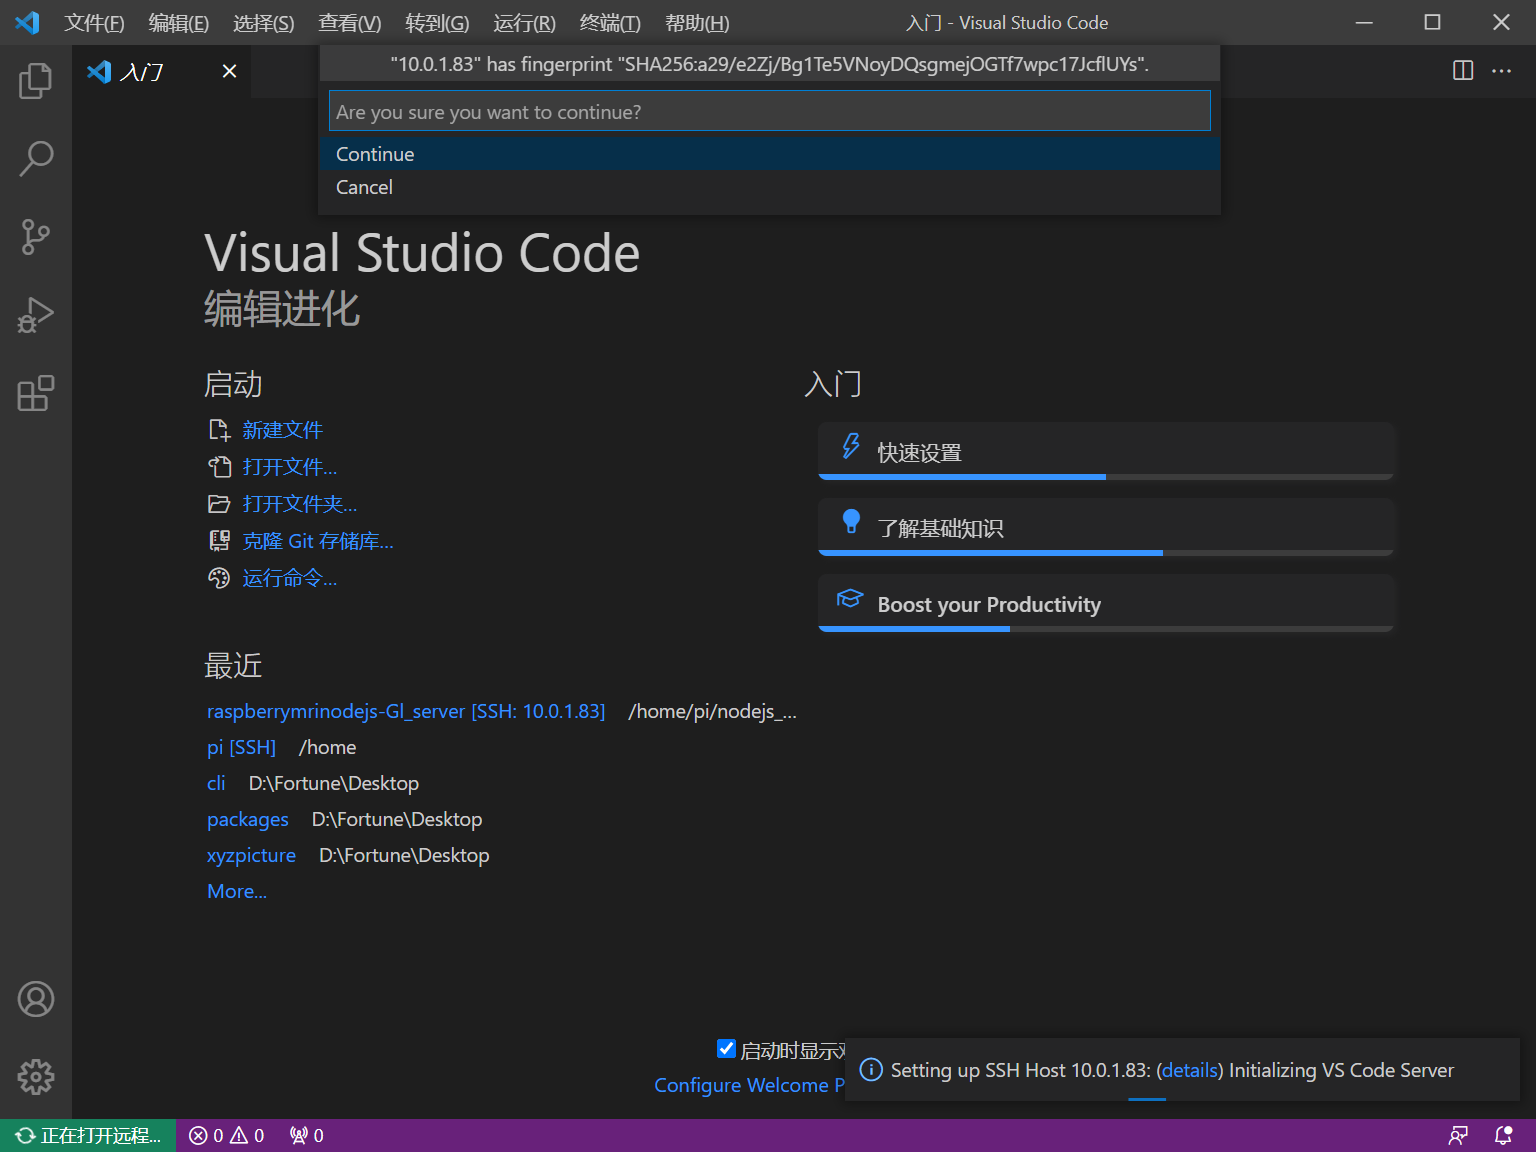 文件(F) 编辑(E) 选择(S) 查看(V) 转到(G) 运行(R) 终端(T) 帮助(H) 入门 - Visual Studio Code
入门
"10.0.1.83" has fingerprint "SHA256:a29/e2Zj/Bg1Te5VNoyDQsgmejOGTf7wpc17JcflUYs".
Are you sure you want to continue?
Continue
Cancel
Visual Studio Code
编辑进化
启动
新建文件
打开文件...
打开文件夹...
克隆 Git 存储库...
运行命令...
入门
快速设置
了解基础知识
Boost your Productivity
最近
raspberrymrinodejs-Gl_server [SSH: 10.0.1.83] /home/pi/nodejs_...
pi [SSH] /home
cli D:\Fortune\Desktop
packages D:\Fortune\Desktop
xyzpicture D:\Fortune\Desktop
More...
启动时显示
Configure Welcome P
Setting up SSH Host 10.0.1.83: (details) Initializing VS Code Server
正在打开远程... 0 0 0